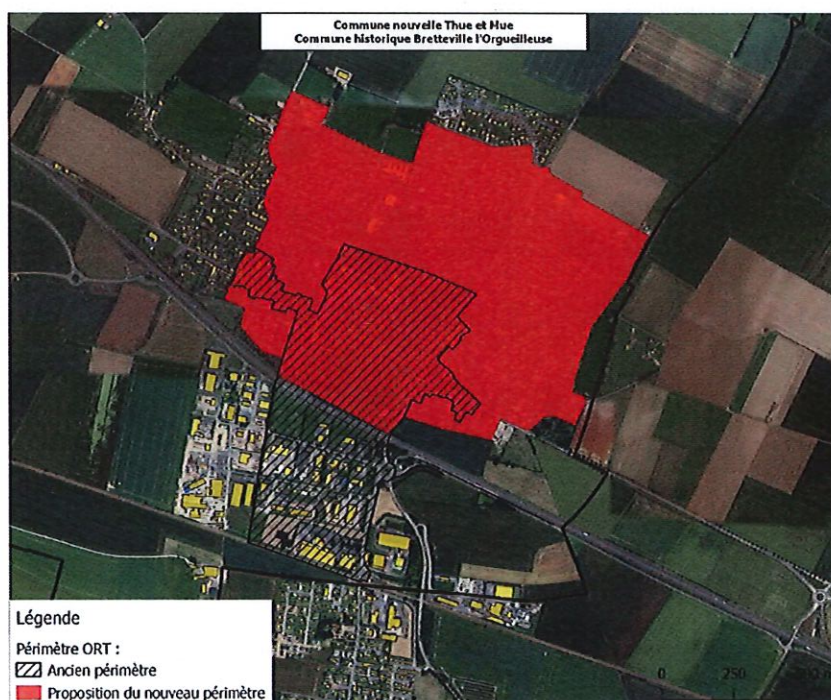 Commune nouvelle Thue et Mue
Commune historique Bretteville l'Orgueilleuse
Légende
Périmètre ORT :
Ancien périmètre
Proposition du nouveau périmètre
0 250